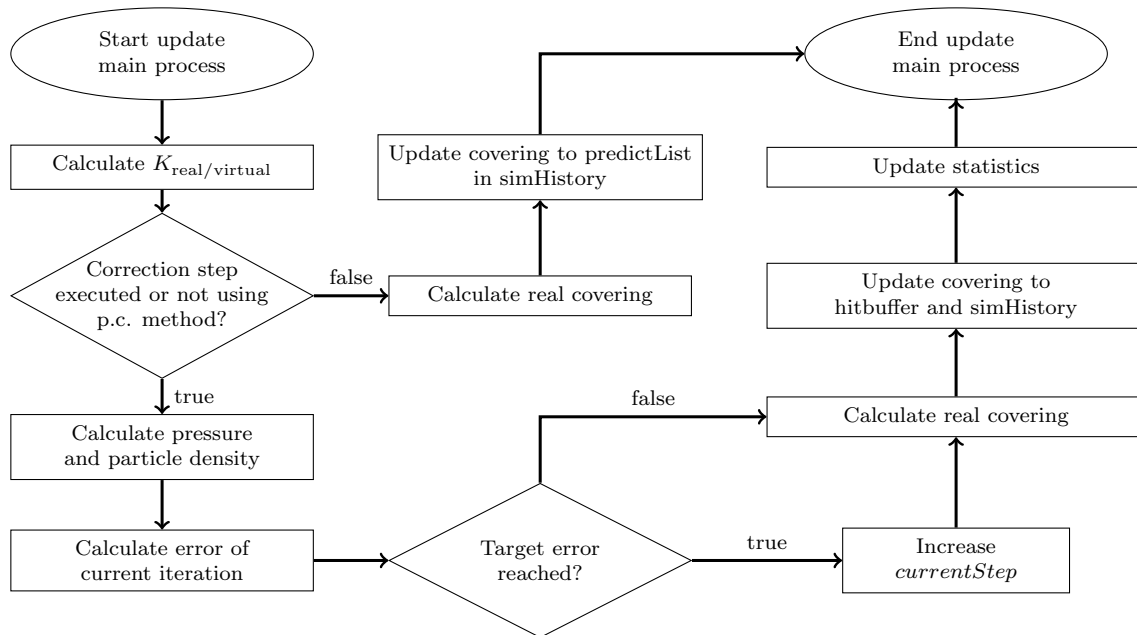 Start update
main process
End update
main process
Calculate K_real/virtual
Update covering to predictList
in simHistory
Update statistics
Correction step
executed or not using
p.c. method?
false
Calculate real covering
Update covering to
hitbuffer and simHistory
true
false
Calculate real covering
Calculate pressure
and particle density
Calculate error of
current iteration
Target error
reached?
true
Increase
currentStep